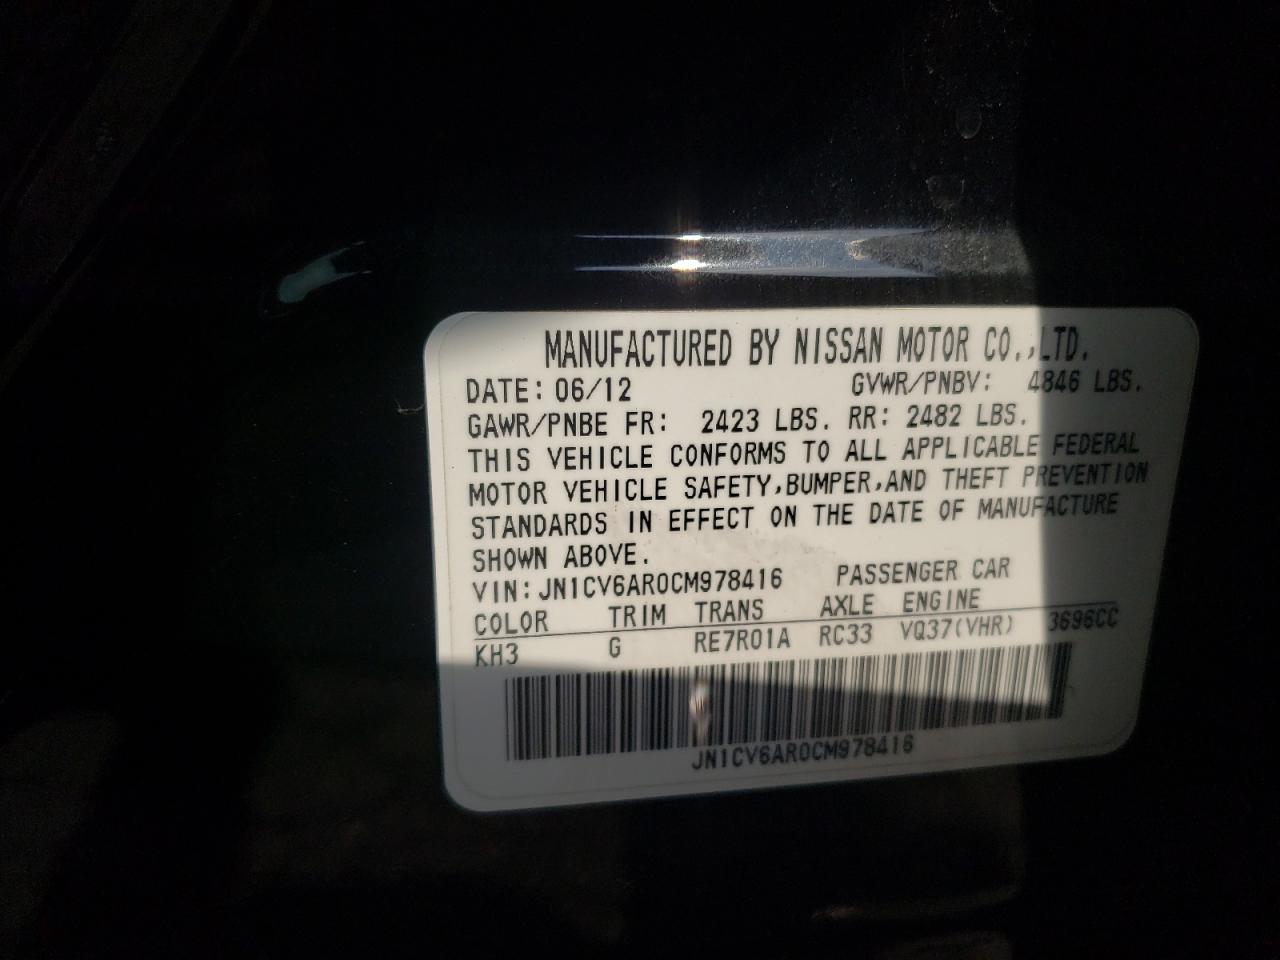 MANUFACTURED BY NISSAN MOTOR CO.,LTD.
DATE: 06/12 GVWR/PNBV: 4846 LBS.
GAWR/PNBE FR: 2423 LBS. RR: 2482 LBS.
THIS VEHICLE CONFORMS TO ALL APPLICABLE FEDERAL
MOTOR VEHICLE SAFETY,BUMPER,AND THEFT PREVENTION
STANDARDS IN EFFECT ON THE DATE OF MANUFACTURE
SHOWN ABOVE.
VIN: JN1CV6AR0CM978416 PASSENGER CAR
COLOR TRIM TRANS AXLE ENGINE
KH3 G RE7R01A RC33 VQ37(VHR) 3696CC
JN1CV6AR0CM978416